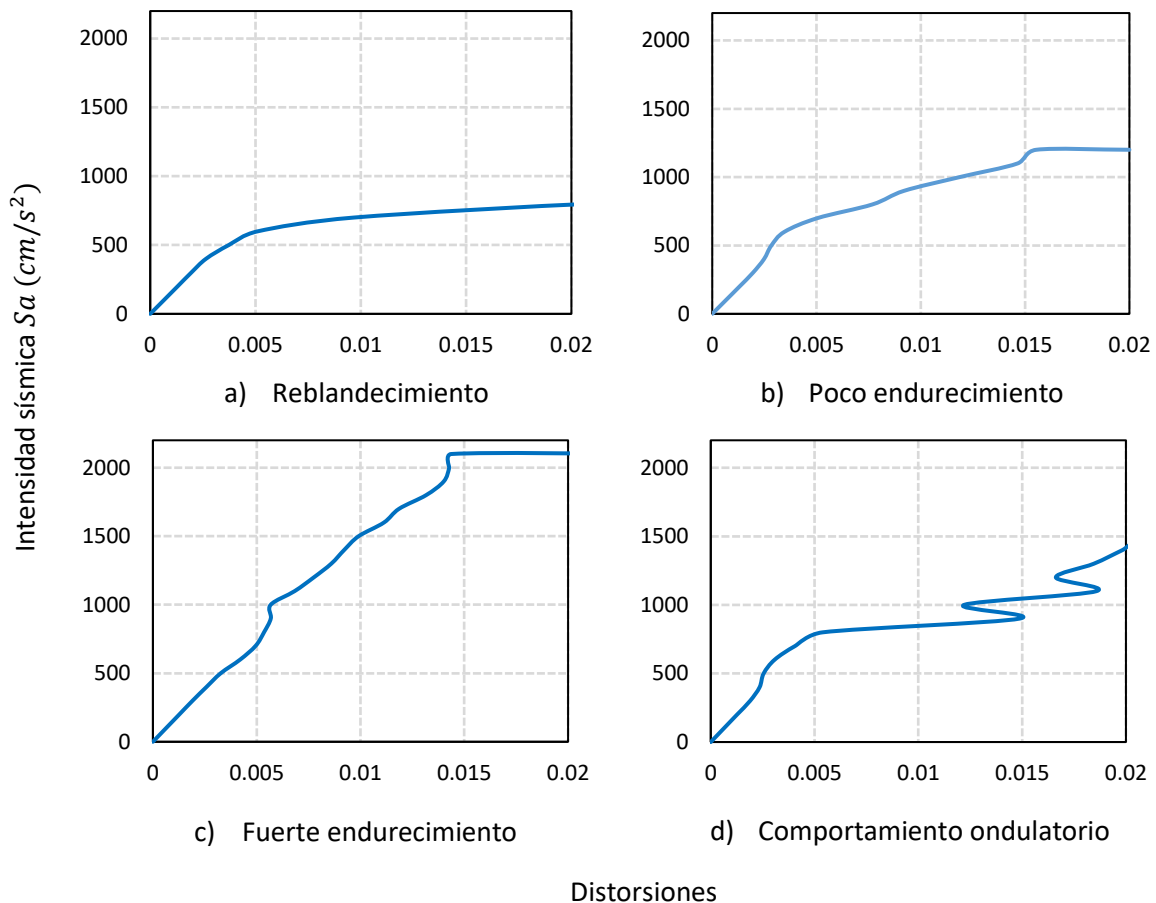 Intensidad sísmica Sa (cm/s²)
2000
1500
1000
500
0
0 0.005 0.01 0.015 0.02
a) Reblandecimiento
2000
1500
1000
500
0
0 0.005 0.01 0.015 0.02
b) Poco endurecimiento
2000
1500
1000
500
0
0 0.005 0.01 0.015 0.02
c) Fuerte endurecimiento
2000
1500
1000
500
0
0 0.005 0.01 0.015 0.02
d) Comportamiento ondulatorio
Distorsiones